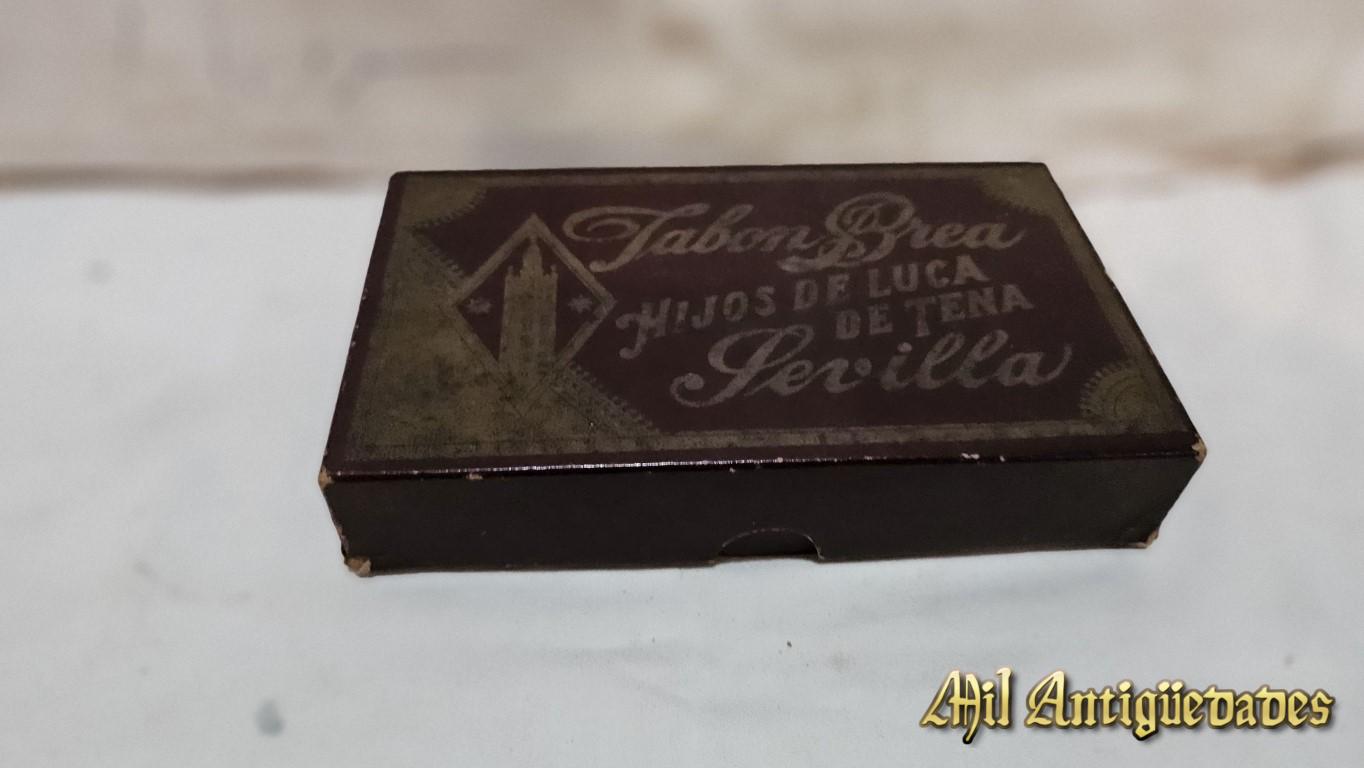 Jabon Brea
HIJOS DE LUCA
DE TENA
Sevilla
Mil Antigüedades